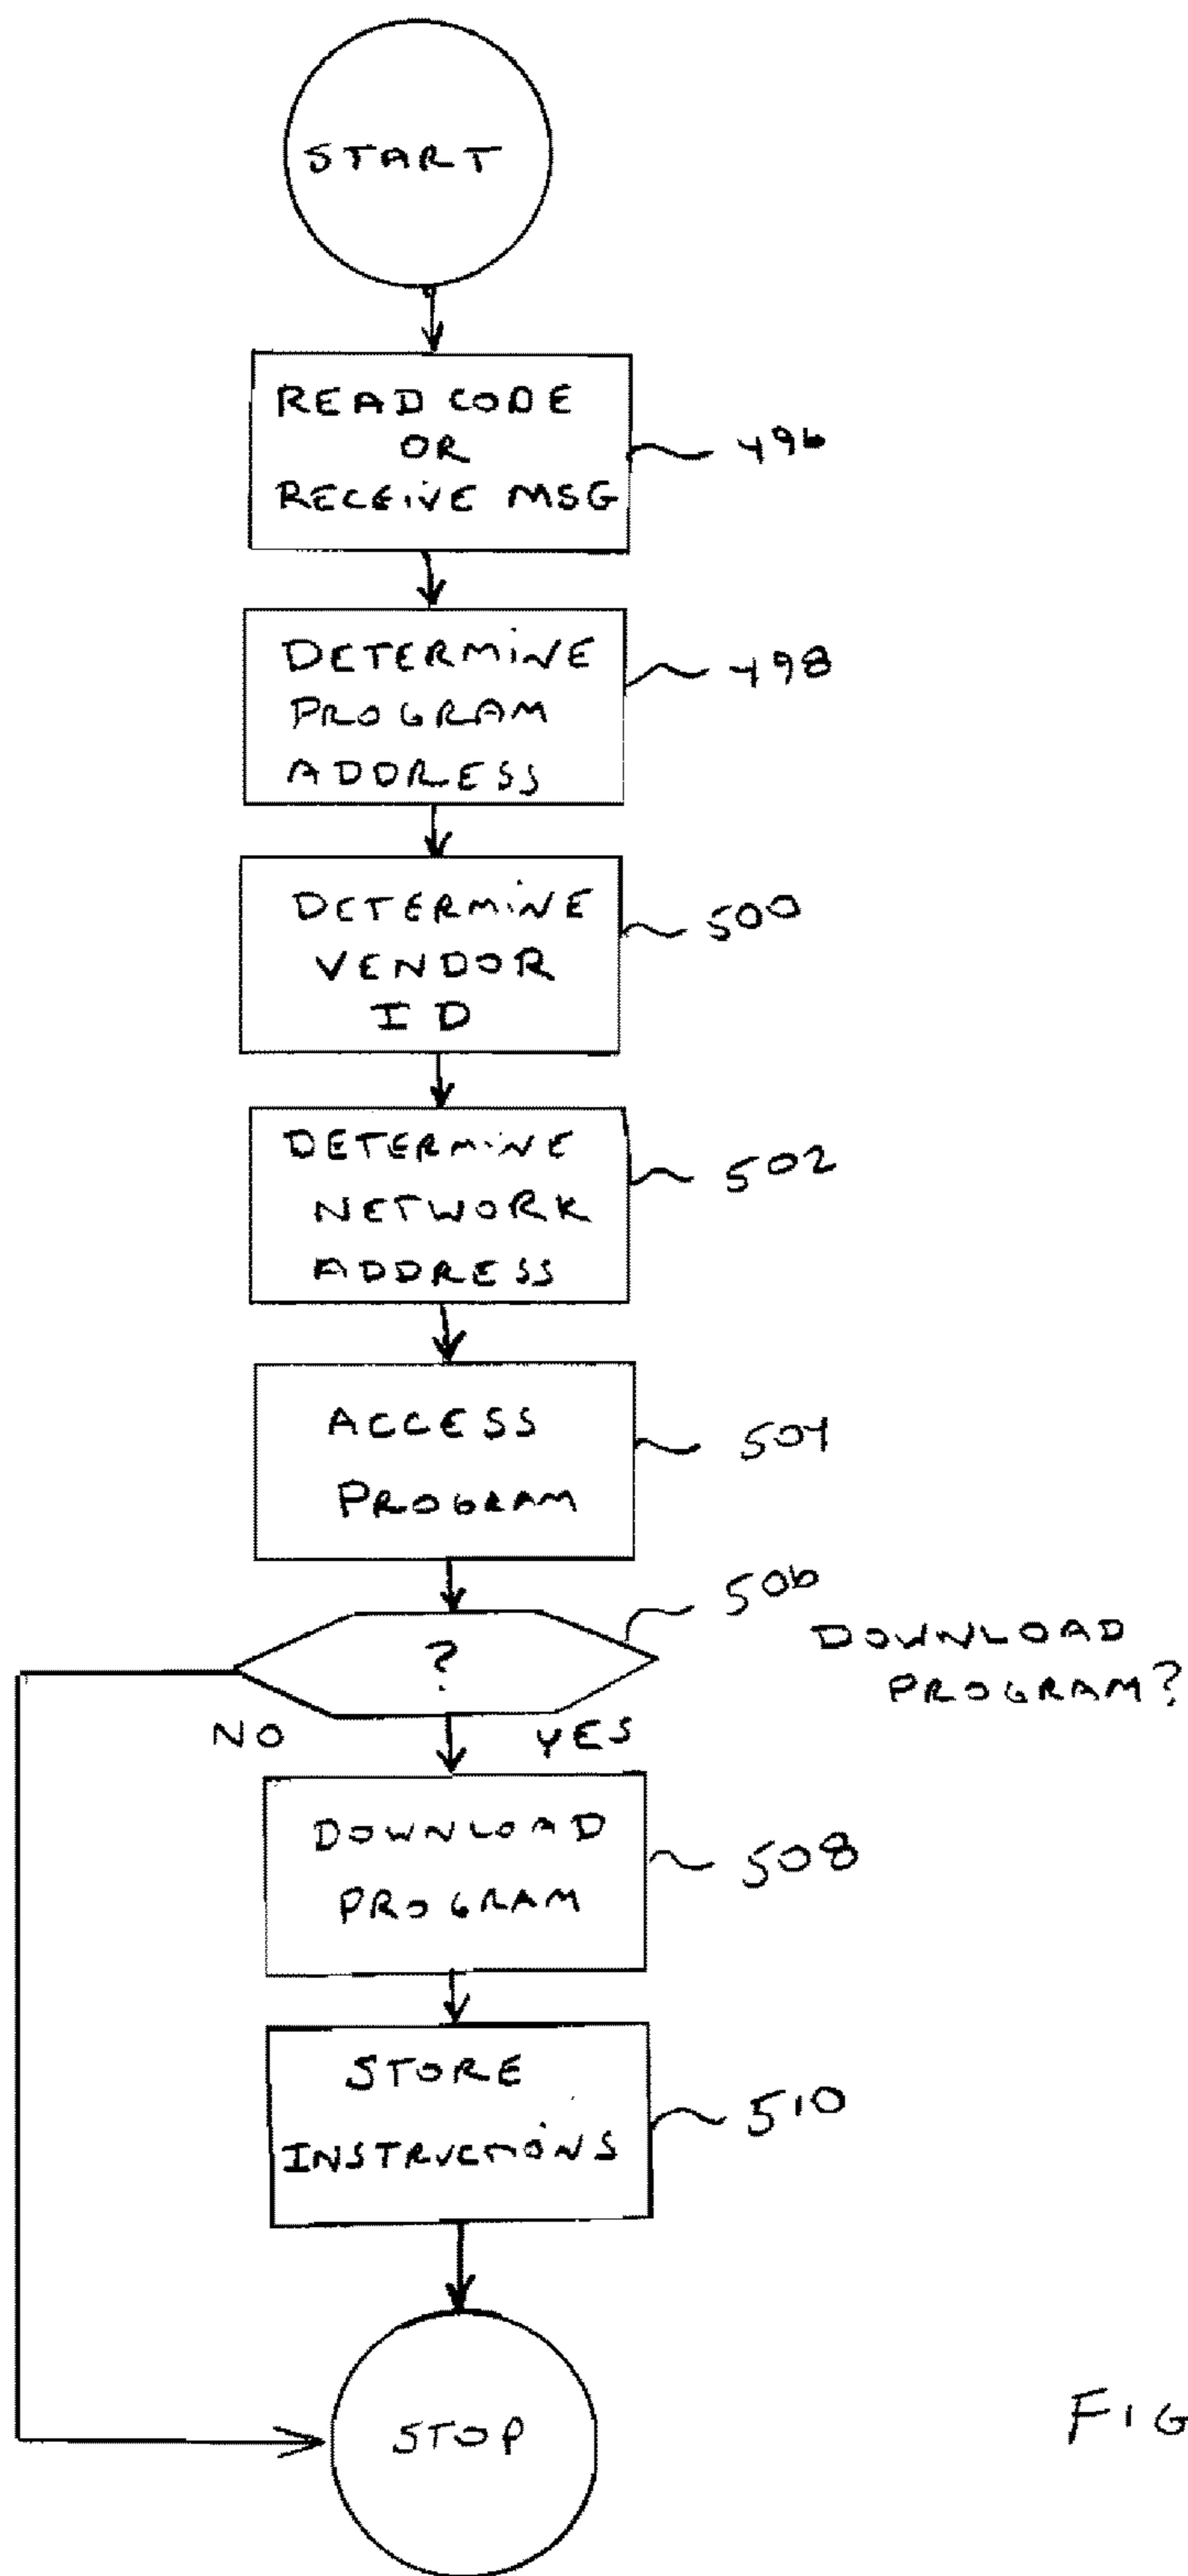 START
READ CODE
OR
RECEIVE MSG
496
DETERMINE
PROGRAM
ADDRESS
498
DETERMINE
VENDOR
ID
500
DETERMINE
NETWORK
ADDRESS
502
ACCESS
PROGRAM
504
506
?
DOWNLOAD
PROGRAM?
NO
YES
DOWNLOAD
PROGRAM
508
STORE
INSTRUCTIONS
510
STOP
FIG